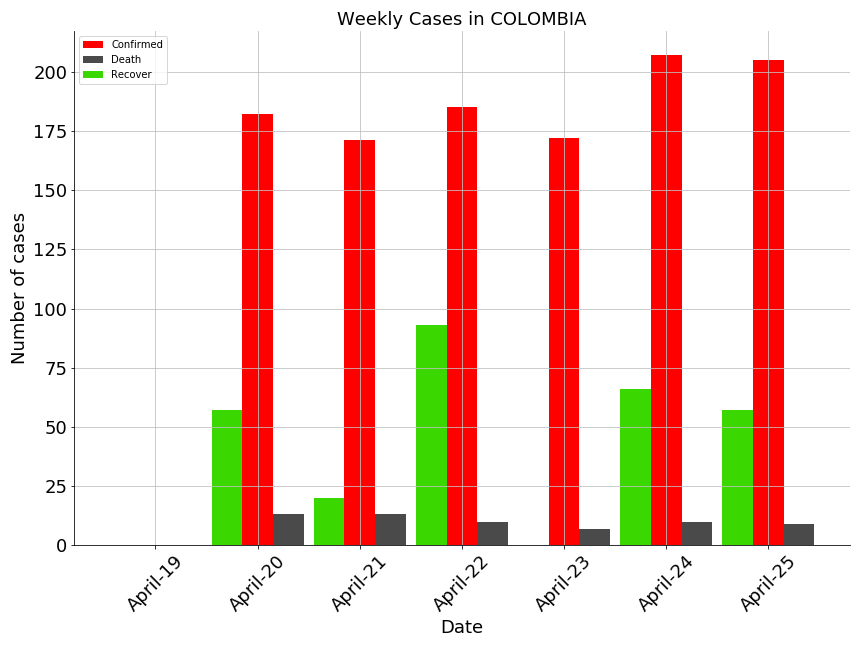 Weekly Cases in COLOMBIA
Confirmed
Death
Recover
Number of cases
200
175
150
125
100
75
50
25
0
April-19
April-20
April-21
April-22
April-23
April-24
April-25
Date